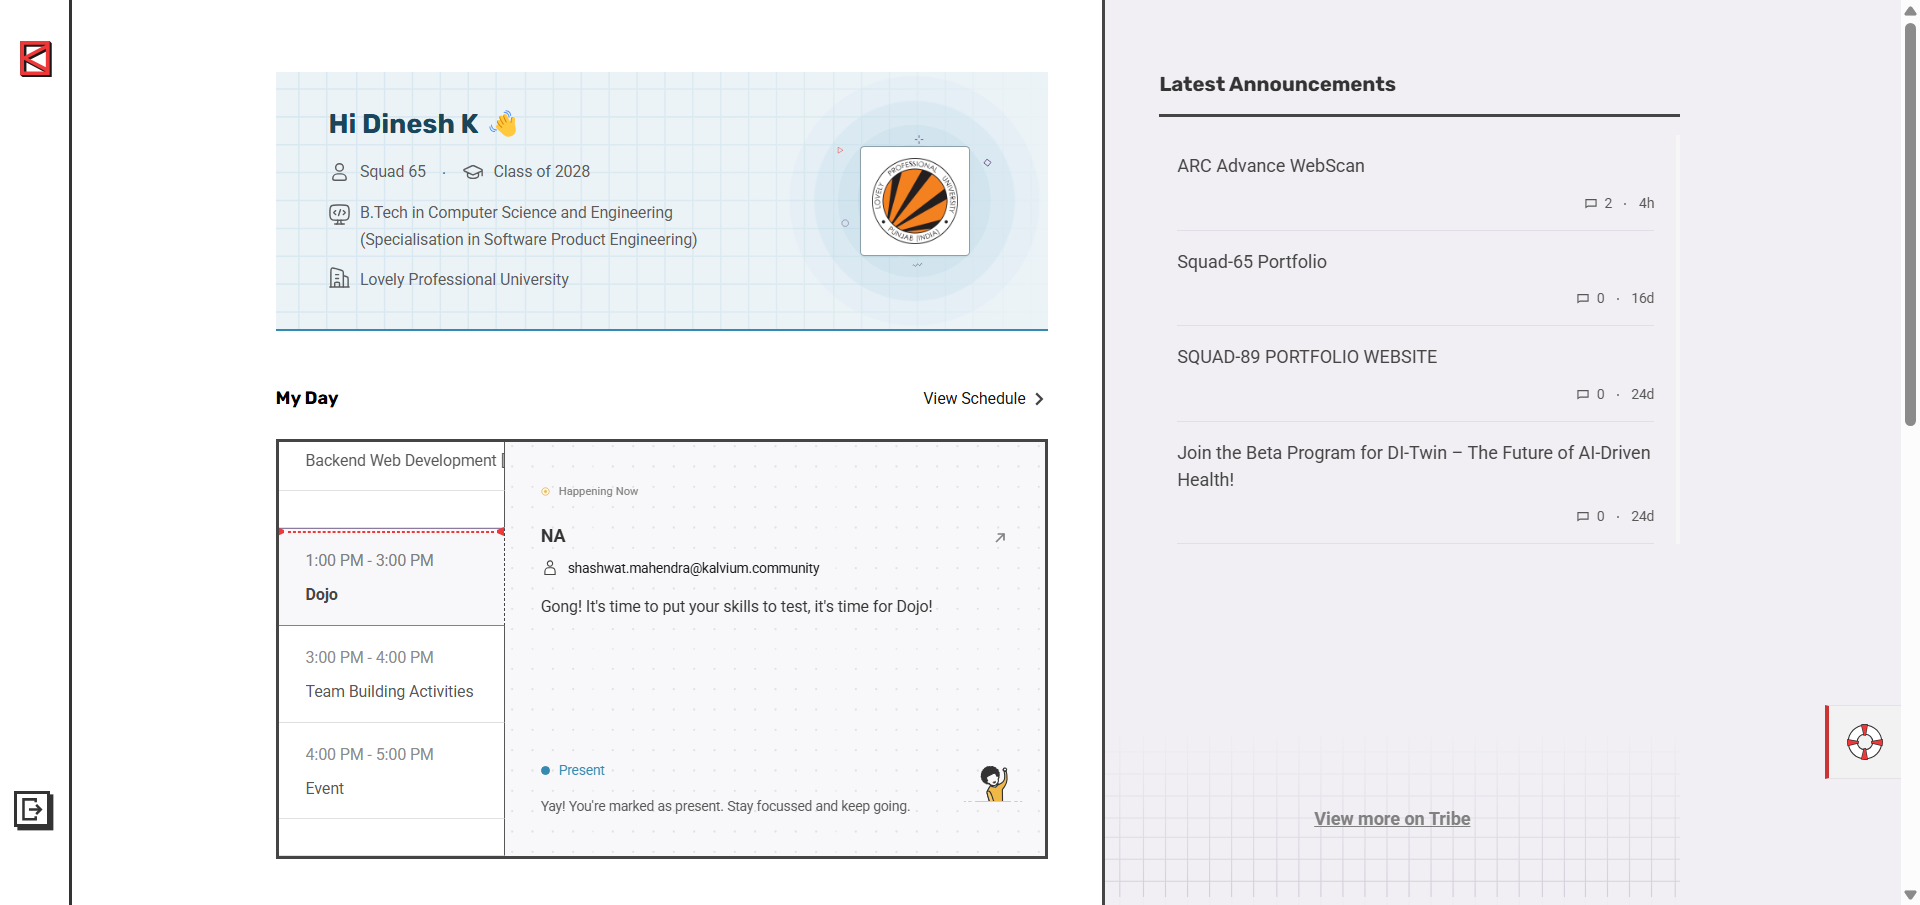 Hi Dinesh K
Squad 65 · Class of 2028
B.Tech in Computer Science and Engineering
(Specialisation in Software Product Engineering)
Lovely Professional University
LOVELY PROFESSIONAL UNIVERSITY
PUNJAB (INDIA)
My Day
View Schedule
Backend Web Development [
1:00 PM - 3:00 PM
Dojo
3:00 PM - 4:00 PM
Team Building Activities
4:00 PM - 5:00 PM
Event
Happening Now
NA
shashwat.mahendra@kalvium.community
Gong! It's time to put your skills to test, it's time for Dojo!
Present
Yay! You're marked as present. Stay focussed and keep going.
Latest Announcements
ARC Advance WebScan
2 · 4h
Squad-65 Portfolio
0 · 16d
SQUAD-89 PORTFOLIO WEBSITE
0 · 24d
Join the Beta Program for DI-Twin – The Future of AI-Driven
Health!
0 · 24d
View more on Tribe